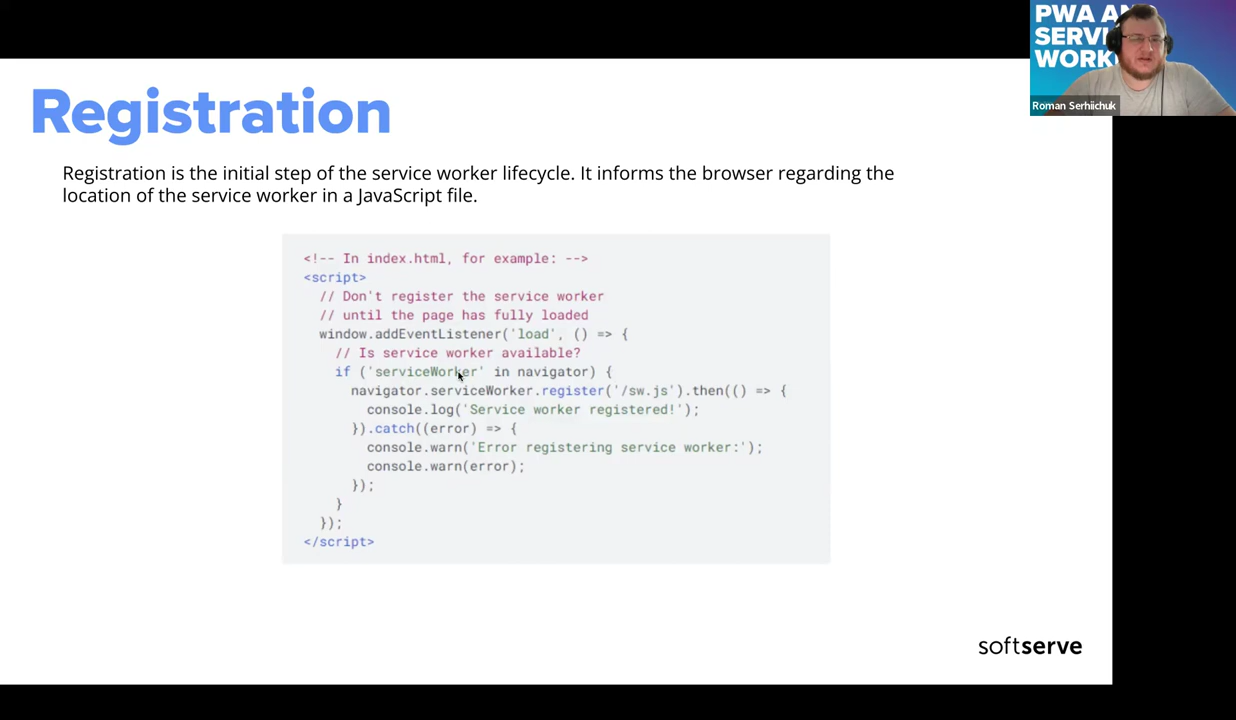 PWA AN
SERVI
WORK
Roman Serhiichuk
Registration
Registration is the initial step of the service worker lifecycle. It informs the browser regarding the
location of the service worker in a JavaScript file.
<!-- In index.html, for example: -->
<script>
// Don't register the service worker
// until the page has fully loaded
window.addEventListener('load', () => {
// Is service worker available?
if ('serviceWorker' in navigator) {
navigator.serviceWorker.register('/sw.js').then(() => {
console.log('Service worker registered!');
}).catch((error) => {
console.warn('Error registering service worker:');
console.warn(error);
});
}
});
</script>
softserve